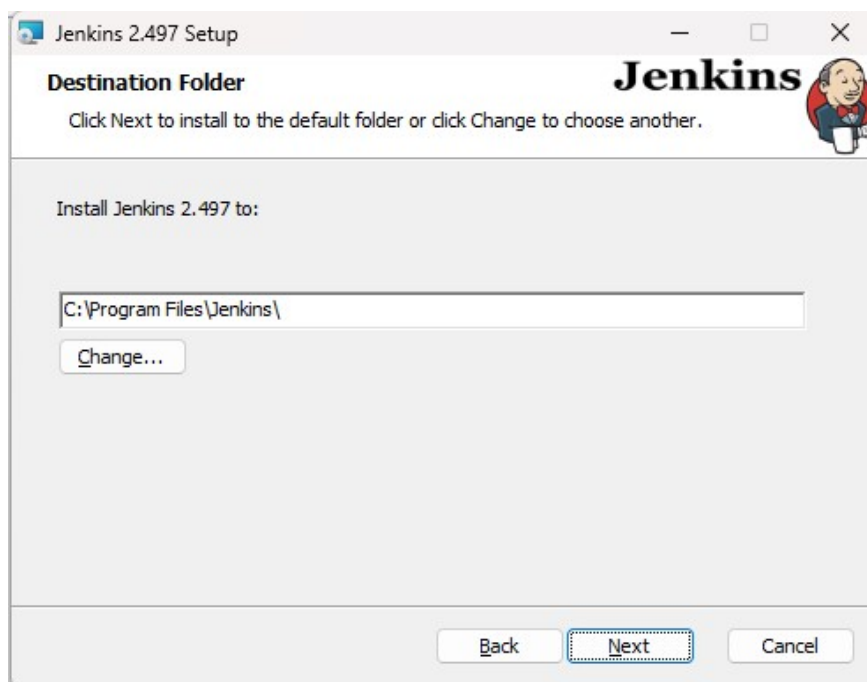 Jenkins 2.497 Setup
Destination Folder
Jenkins
Click Next to install to the default folder or click Change to choose another.
Install Jenkins 2.497 to:
C:\Program Files\Jenkins\
Change...
Back Next Cancel